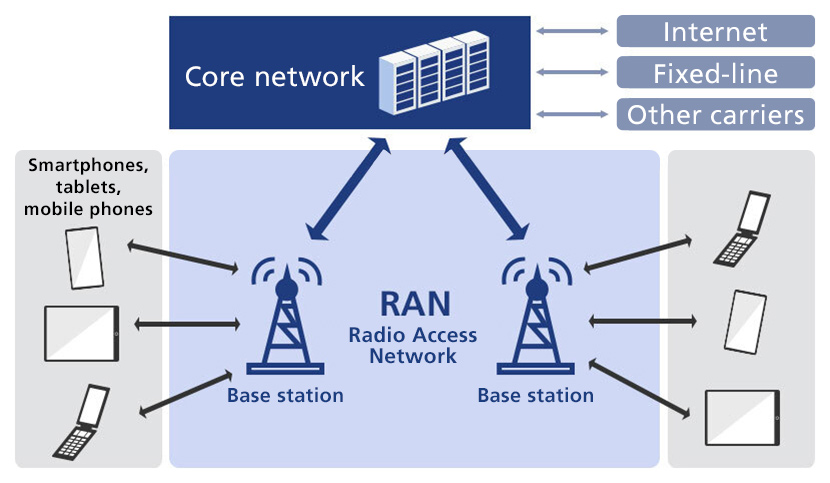 Core network
Internet
Fixed-line
Other carriers
Smartphones,
tablets,
mobile phones
RAN
Radio Access
Network
Base station
Base station